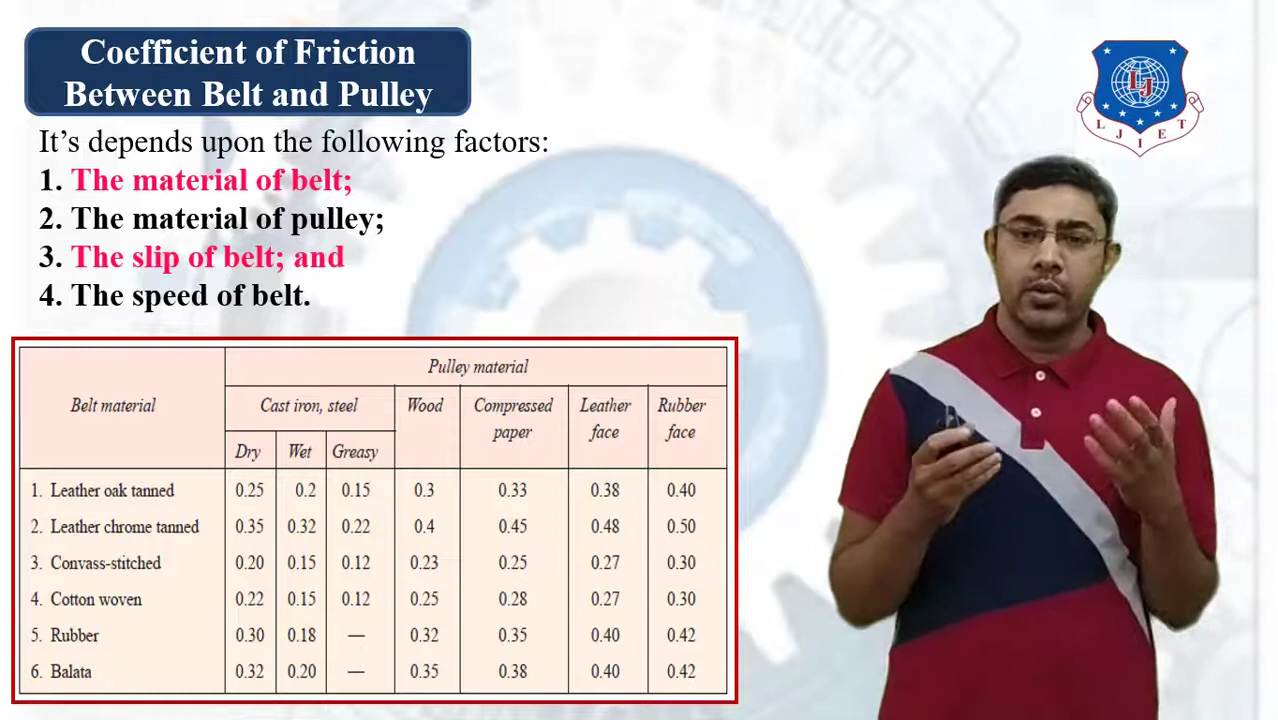 Coefficient of Friction
Between Belt and Pulley
It's depends upon the following factors:
1. The material of belt;
2. The material of pulley;
3. The slip of belt; and
4. The speed of belt.
LJ
L J I E T
Belt material
Pulley material
Cast iron, steel
Wood
Compressed paper
Leather face
Rubber face
Dry Wet Greasy
1. Leather oak tanned 0.25 0.2 0.15 0.3 0.33 0.38 0.40
2. Leather chrome tanned 0.35 0.32 0.22 0.4 0.45 0.48 0.50
3. Convass-stitched 0.20 0.15 0.12 0.23 0.25 0.27 0.30
4. Cotton woven 0.22 0.15 0.12 0.25 0.28 0.27 0.30
5. Rubber 0.30 0.18 — 0.32 0.35 0.40 0.42
6. Balata 0.32 0.20 — 0.35 0.38 0.40 0.42